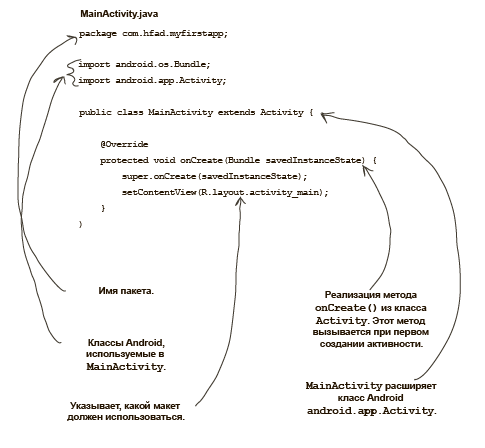 MainActivity.java
package com.hfad.myfirstapp;
import android.os.Bundle;
import android.app.Activity;
public class MainActivity extends Activity {
@Override
protected void onCreate(Bundle savedInstanceState) {
super.onCreate(savedInstanceState);
setContentView(R.layout.activity_main);
}
}
Имя пакета.
Классы Android,
используемые в
MainActivity.
Указывает, какой макет
должен использоваться.
Реализация метода
onCreate() из класса
Activity. Этот метод
вызывается при первом
создании активности.
MainActivity расширяет
класс Android
android.app.Activity.